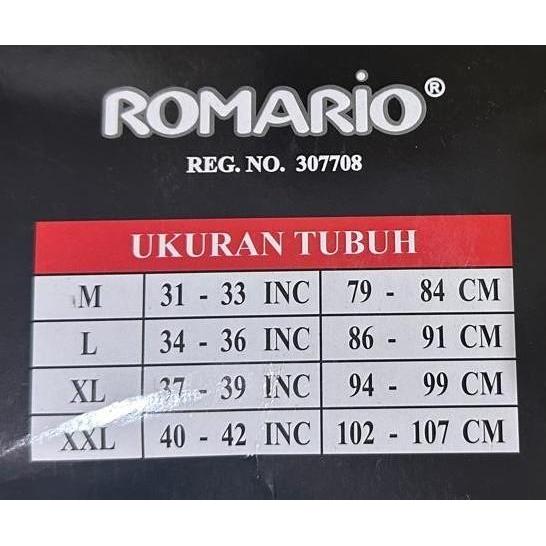 ROMARIO®
REG. NO. 307708
UKURAN TUBUH
M 31 - 33 INC 79 - 84 CM
L 34 - 36 INC 86 - 91 CM
XL 37 - 39 INC 94 - 99 CM
XXL 40 - 42 INC 102 - 107 CM